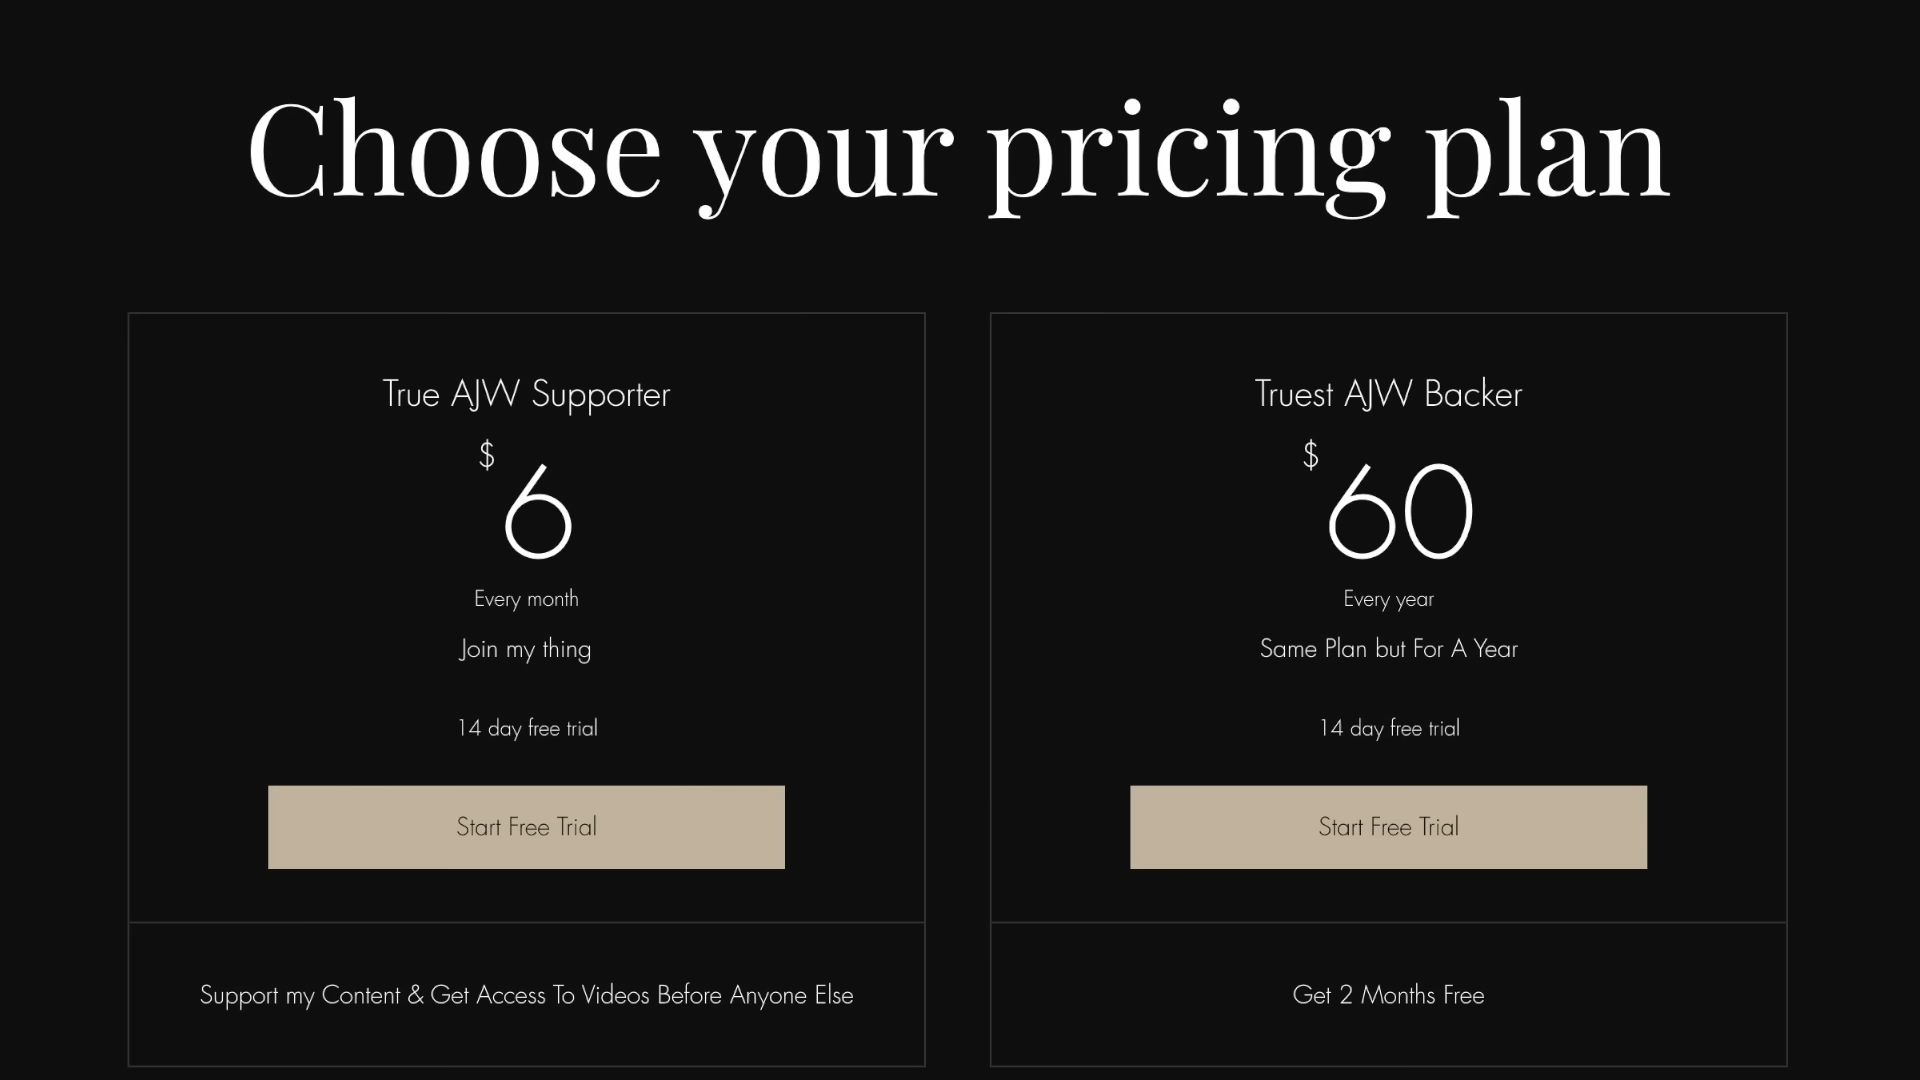 Choose your pricing plan
True AJW Supporter
$
6
Every month
Join my thing
14 day free trial
Start Free Trial
Support my Content & Get Access To Videos Before Anyone Else
Truest AJW Backer
$
60
Every year
Same Plan but For A Year
14 day free trial
Start Free Trial
Get 2 Months Free